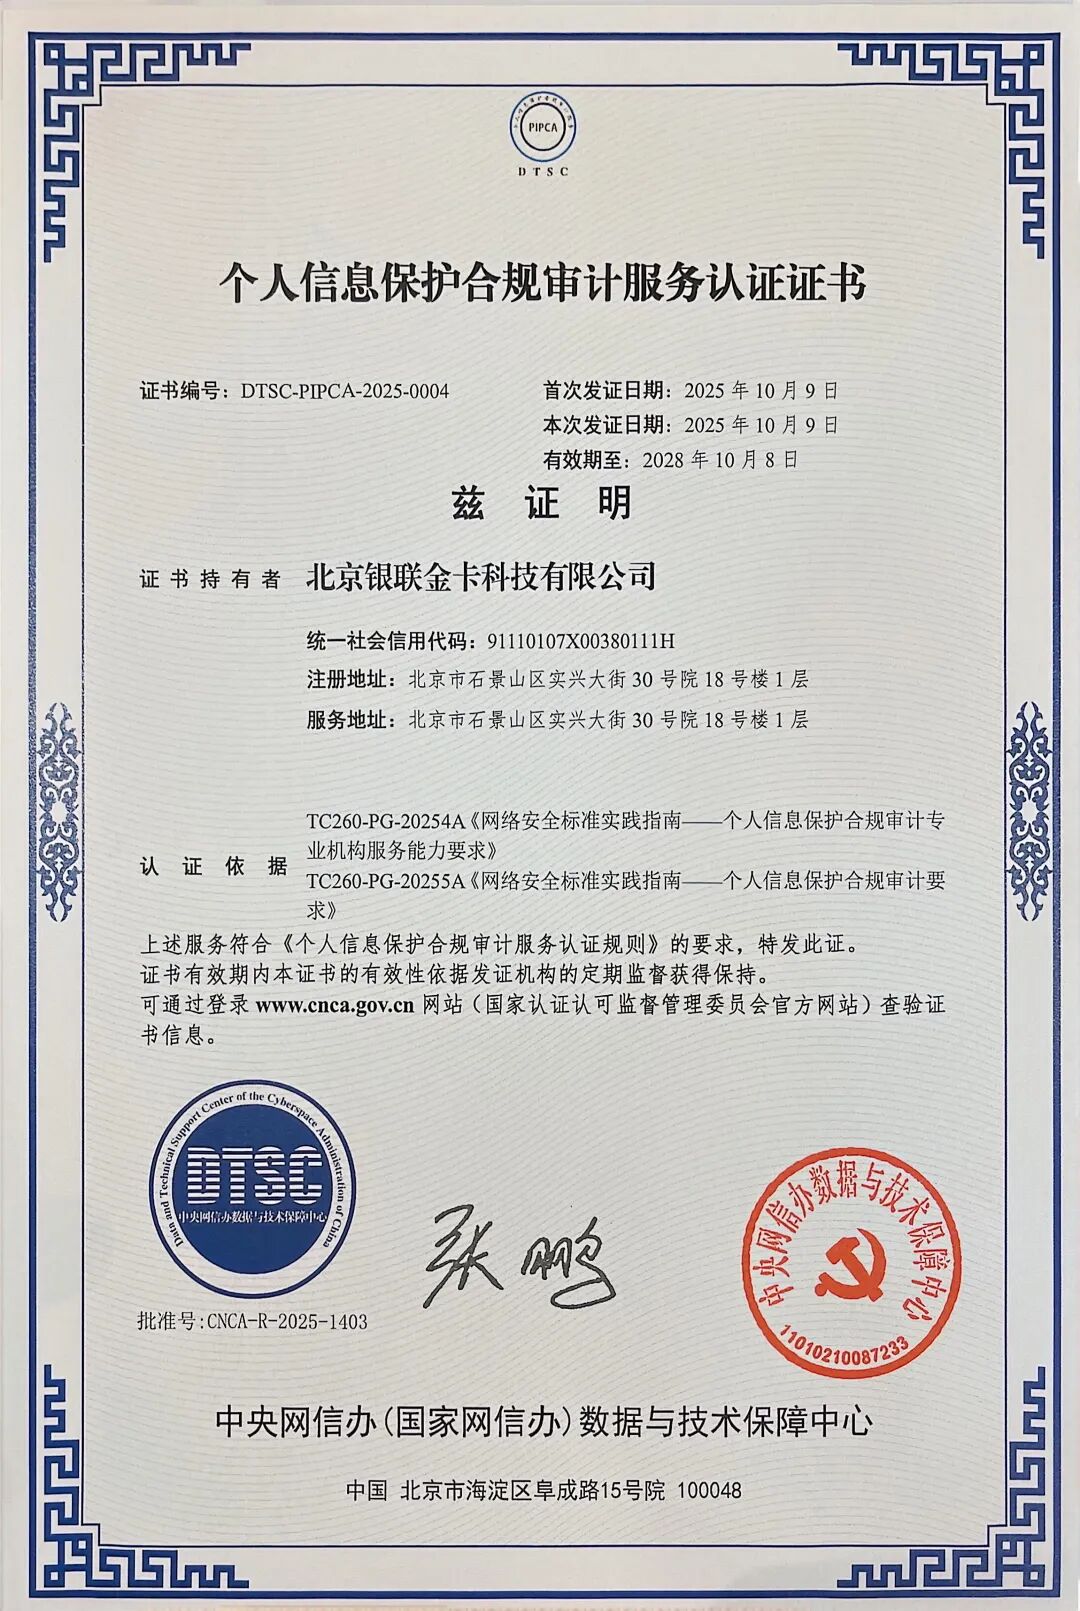 PIPCA
DTSC
个人信息保护合规审计服务认证证书
证书编号：DTSC-PIPCA-2025-0004
首次发证日期：2025 年 10 月 9 日
本次发证日期：2025 年 10 月 9 日
有效期至：2028 年 10 月 8 日
兹 证 明
证书持有者 北京银联金卡科技有限公司
统一社会信用代码：91110107X00380111H
注册地址：北京市石景山区实兴大街 30 号院 18 号楼 1 层
服务地址：北京市石景山区实兴大街 30 号院 18 号楼 1 层
认证依据
TC260-PG-20254A《网络安全标准实践指南——个人信息保护合规审计专
业机构服务能力要求》
TC260-PG-20255A《网络安全标准实践指南——个人信息保护合规审计要
求》
上述服务符合《个人信息保护合规审计服务认证规则》的要求，特发此证。
证书有效期内本证书的有效性依据发证机构的定期监督获得保持。
可通过登录 www.cnca.gov.cn 网站（国家认证认可监督管理委员会官方网站）查验证
书信息。
Data and Technical Support Center of the Cyberspace Administration of China
DTSC
中央网信办数据与技术保障中心
张鹏
中央网信办数据与技术保障中心
11010210087233
批准号:CNCA-R-2025-1403
中央网信办(国家网信办)数据与技术保障中心
中国 北京市海淀区阜成路15号院 100048